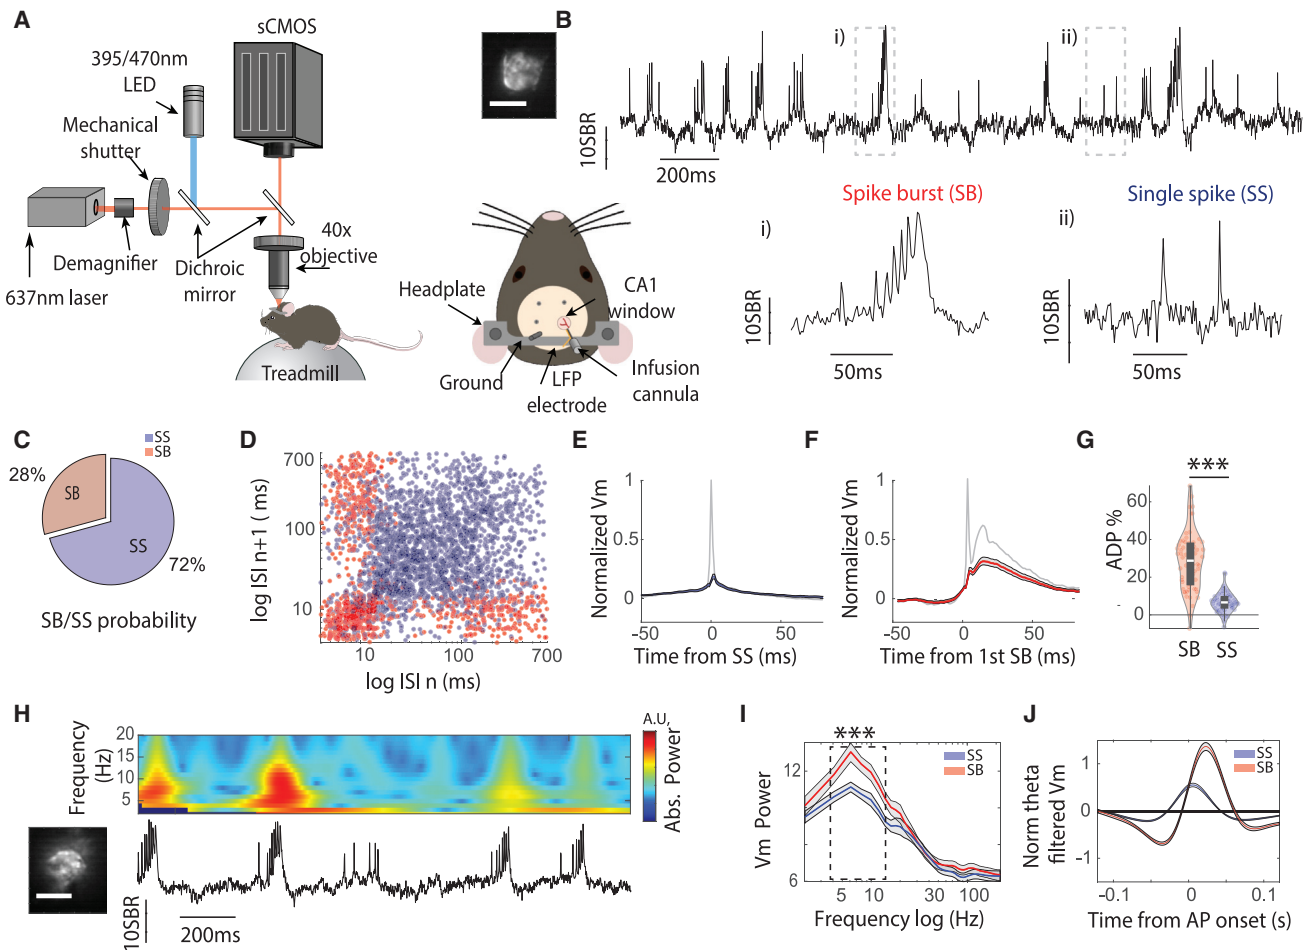 A
sCMOS
395/470nm
LED
Mechanical
shutter
Demagnifier
Dichroic
mirror
637nm laser
40x
objective
Treadmill
Headplate
CA1
window
Ground
LFP
electrode
Infusion
cannula
B
i)
ii)
10SBR
200ms
Spike burst (SB)
Single spike (SS)
i)
ii)
10SBR
50ms
10SBR
50ms
C
SS
SB
28%
SB
SS
72%
SB/SS probability
D
700
100
10
log ISI n+1 (ms)
10
100
700
log ISI n (ms)
E
1
0.5
0
Normalized Vm
-50
0
50
Time from SS (ms)
F
1
0.5
0
Normalized Vm
-50
0
50
Time from 1st SB (ms)
G
***
60
40
20
0
ADP %
SB
SS
H
Frequency
(Hz)
20
15
10
5
A.U,
Abs. Power
10SBR
200ms
I
***
SS
SB
12
6
Vm Power
5
10
30
100
Frequency log (Hz)
J
SS
SB
1
0
-1
Norm theta
filtered Vm
-0.1
0
0.1
Time from AP onset (s)